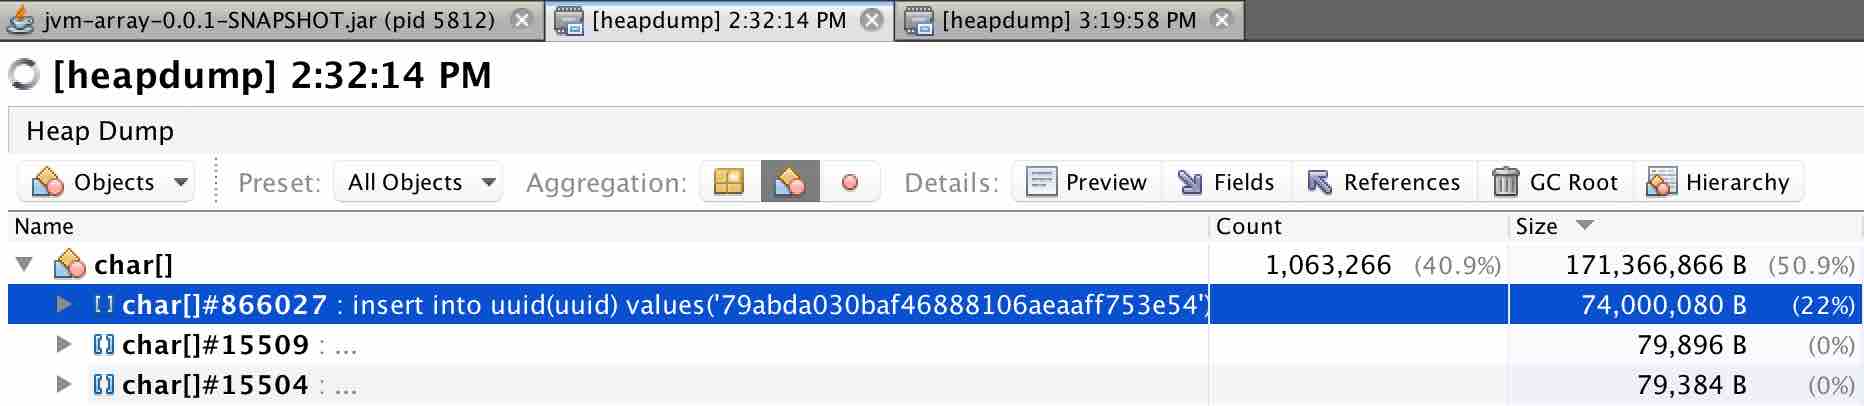 jvm-array-0.0.1-SNAPSHOT.jar (pid 5812) [heapdump] 2:32:14 PM [heapdump] 3:19:58 PM
[heapdump] 2:32:14 PM
Heap Dump
Objects Preset: All Objects Aggregation: Details: Preview Fields References GC Root Hierarchy
Name Count Size
char[] 1,063,266 (40.9%) 171,366,866 B (50.9%)
char[]#866027 : insert into uuid(uuid) values('79abda030baf46888106aeaaff753e54') 74,000,080 B (22%)
char[]#15509 : ... 79,896 B (0%)
char[]#15504 : ... 79,384 B (0%)